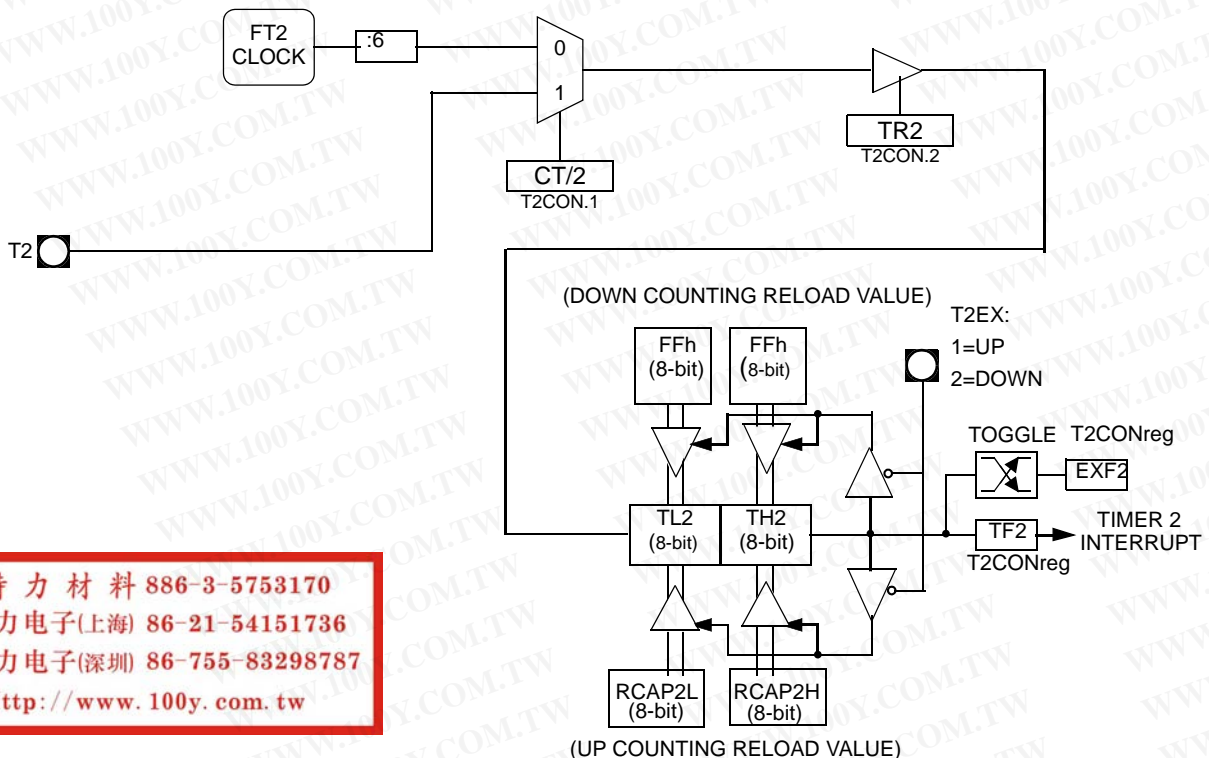 FT2
CLOCK
:6
0
1
TR2
T2CON.2
CT/2
T2CON.1
T2
(DOWN COUNTING RELOAD VALUE)
T2EX:
1=UP
2=DOWN
FFh
(8-bit)
FFh
(8-bit)
TOGGLE
T2CONreg
EXF2
TL2
(8-bit)
TH2
(8-bit)
TF2
T2CONreg
TIMER 2
INTERRUPT
RCAP2L
(8-bit)
RCAP2H
(8-bit)
(UP COUNTING RELOAD VALUE)
力 材 料 886-3-5753170
力电子(上海) 86-21-54151736
力电子(深圳) 86-755-83298787
ttp://www.100y.com.tw
WWW.100Y.COM.TW